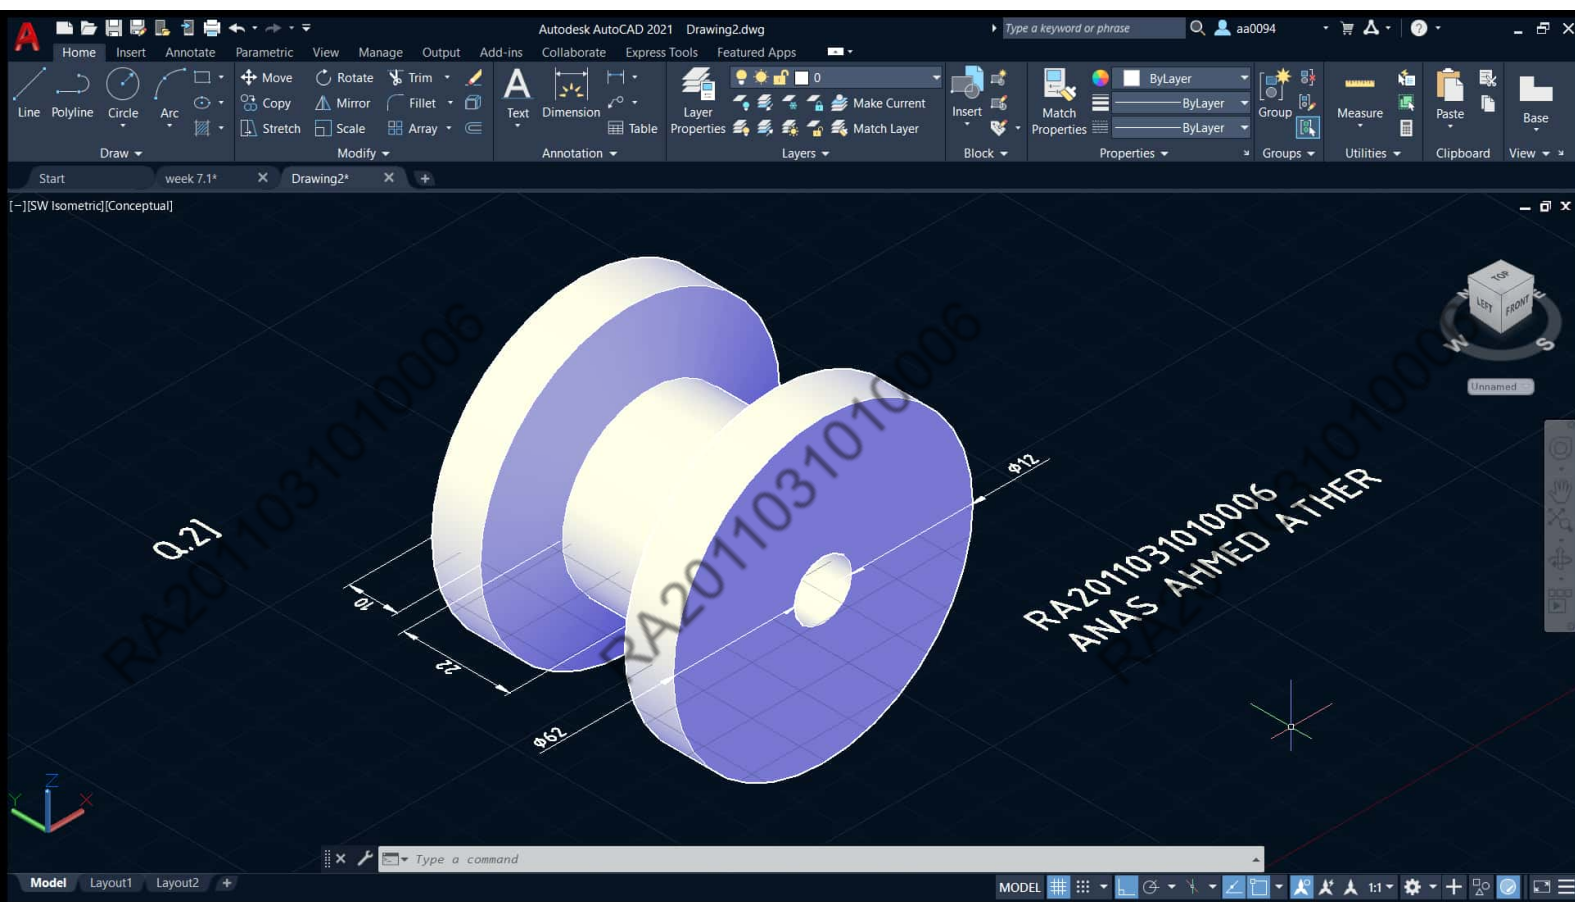 Autodesk AutoCAD 2021 Drawing2.dwg
Type a keyword or phrase
aa0094
Home Insert Annotate Parametric View Manage Output Add-ins Collaborate Express Tools Featured Apps
Move Rotate Trim 0 ByLayer
Copy Mirror Fillet Make Current ByLayer
Line Polyline Circle Arc Text Dimension Layer Properties Insert Match Properties Group Measure Paste Base
Stretch Scale Array Table Match Layer ByLayer
Draw Modify Annotation Layers Block Properties Groups Utilities Clipboard View
Start week 7.1* Drawing2* +
[−][SW Isometric][Conceptual]
TOP
LEFT FRONT
N E
W S
Unnamed
RA2011031010006
RA2011031010006
RA2011031010006
Φ12
Q.2]
RA2011031010006
ANAS AHMED ATHER
10
22
Φ62
Z
Y X
Type a command
Model Layout1 Layout2 +
MODEL 1:1